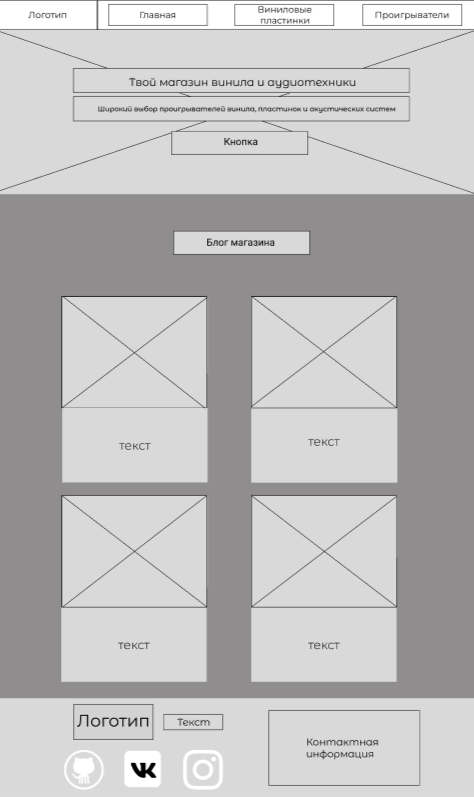 Логотип
Главная
Виниловые
пластинки
Проигрыватели
Твой магазин винила и аудиотехники
Широкий выбор проигрывателей винила, пластинок и акустических систем
Кнопка
Блог магазина
текст
текст
текст
текст
Логотип
Текст
Контактная
информация